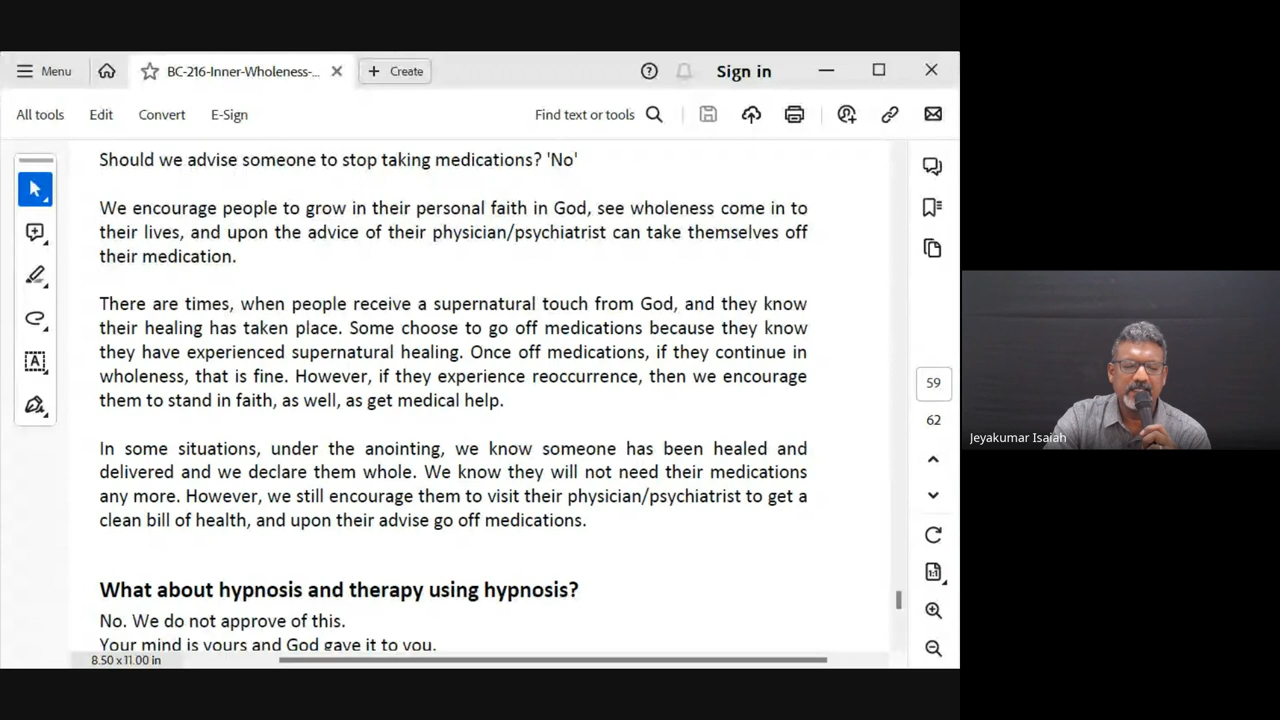 Menu
BC-216-Inner-Wholeness-...
Create
Sign in
All tools
Edit
Convert
E-Sign
Find text or tools
Should we advise someone to stop taking medications? 'No'
We encourage people to grow in their personal faith in God, see wholeness come in to
their lives, and upon the advice of their physician/psychiatrist can take themselves off
their medication.
There are times, when people receive a supernatural touch from God, and they know
their healing has taken place. Some choose to go off medications because they know
they have experienced supernatural healing. Once off medications, if they continue in
wholeness, that is fine. However, if they experience reoccurrence, then we encourage
them to stand in faith, as well, as get medical help.
In some situations, under the anointing, we know someone has been healed and
delivered and we declare them whole. We know they will not need their medications
any more. However, we still encourage them to visit their physician/psychiatrist to get a
clean bill of health, and upon their advise go off medications.
What about hypnosis and therapy using hypnosis?
No. We do not approve of this.
Your mind is yours and God gave it to you.
8.50 x 11.00 in
59
62
1:1
Jeyakumar Isaiah